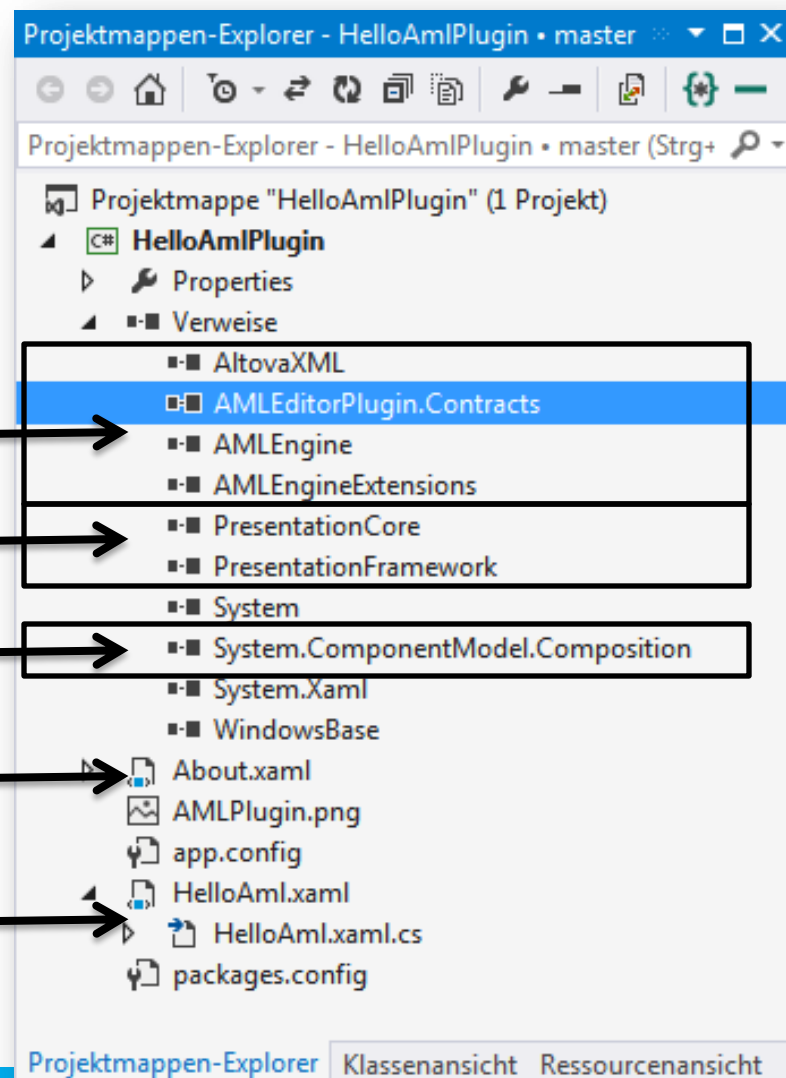 Projektmappen-Explorer - HelloAmlPlugin • master
Projektmappen-Explorer - HelloAmlPlugin • master (Strg+
Projektmappe "HelloAmlPlugin" (1 Projekt)
C# HelloAmlPlugin
Properties
Verweise
AltovaXML
AMLEditorPlugin.Contracts
AMLEngine
AMLEngineExtensions
PresentationCore
PresentationFramework
System
System.ComponentModel.Composition
System.Xaml
WindowsBase
About.xaml
AMLPlugin.png
app.config
HelloAml.xaml
HelloAml.xaml.cs
packages.config
Projektmappen-Explorer Klassenansicht Ressourcenansicht